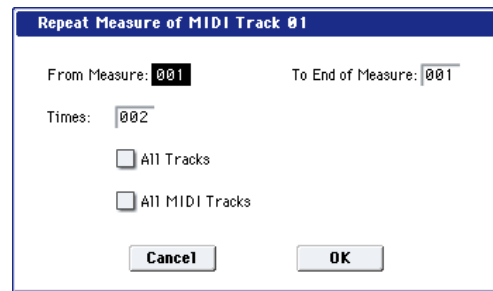 Repeat Measure of MIDI Track 01
From Measure: 001 To End of Measure: 001
Times: 002
All Tracks
All MIDI Tracks
Cancel OK